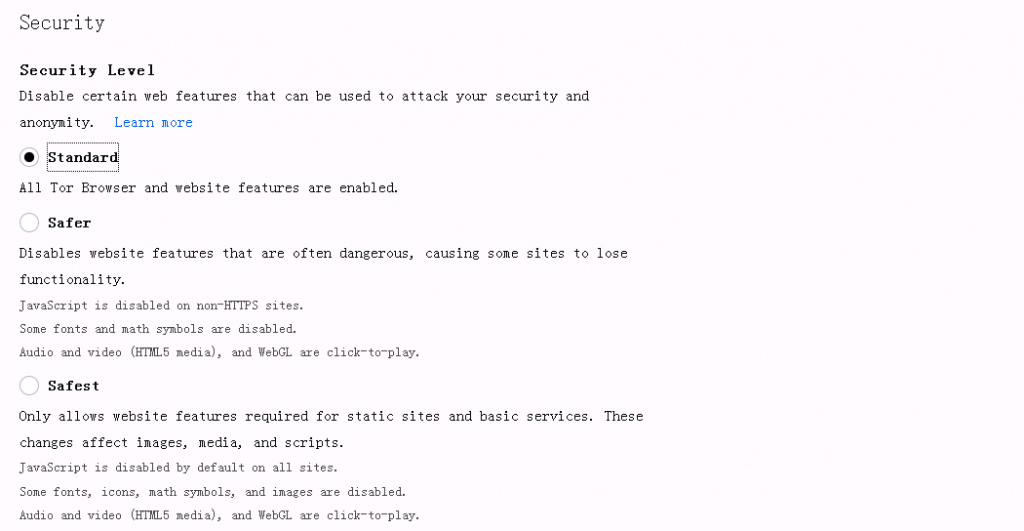 Security
Security Level
Disable certain web features that can be used to attack your security and
anonymity. Learn more
Standard
All Tor Browser and website features are enabled.
Safer
Disables website features that are often dangerous, causing some sites to lose
functionality.
JavaScript is disabled on non-HTTPS sites.
Some fonts and math symbols are disabled.
Audio and video (HTML5 media), and WebGL are click-to-play.
Safest
Only allows website features required for static sites and basic services. These
changes affect images, media, and scripts.
JavaScript is disabled by default on all sites.
Some fonts, icons, math symbols, and images are disabled.
Audio and video (HTML5 media), and WebGL are click-to-play.